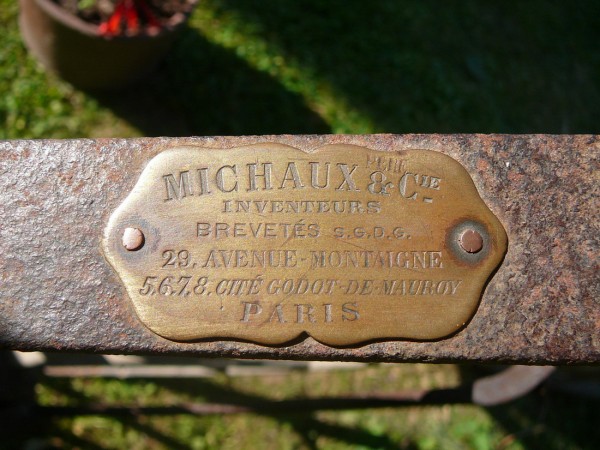 MICHAUX & CIE
INVENTEURS
BREVETÉS S.G.D.G.
29. AVENUE-MONTAIGNE
5.6.7.8. CITÉ GODOT-DE-MAUROY
PARIS